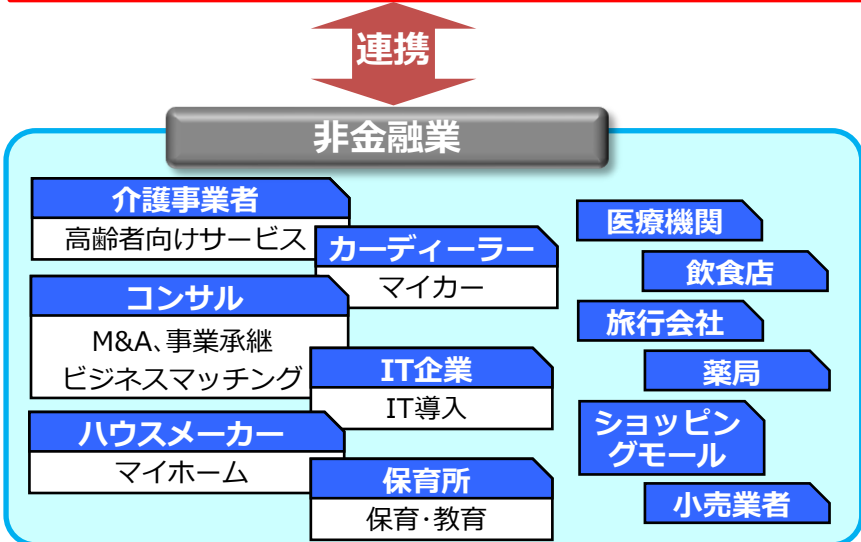 連携
非金融業
介護事業者
高齢者向けサービス
カーディーラー
マイカー
コンサル
M&A､事業承継
ビジネスマッチング
IT企業
IT導入
ハウスメーカー
マイホーム
保育所
保育･教育
医療機関
飲食店
旅行会社
薬局
ショッピン
グモール
小売業者